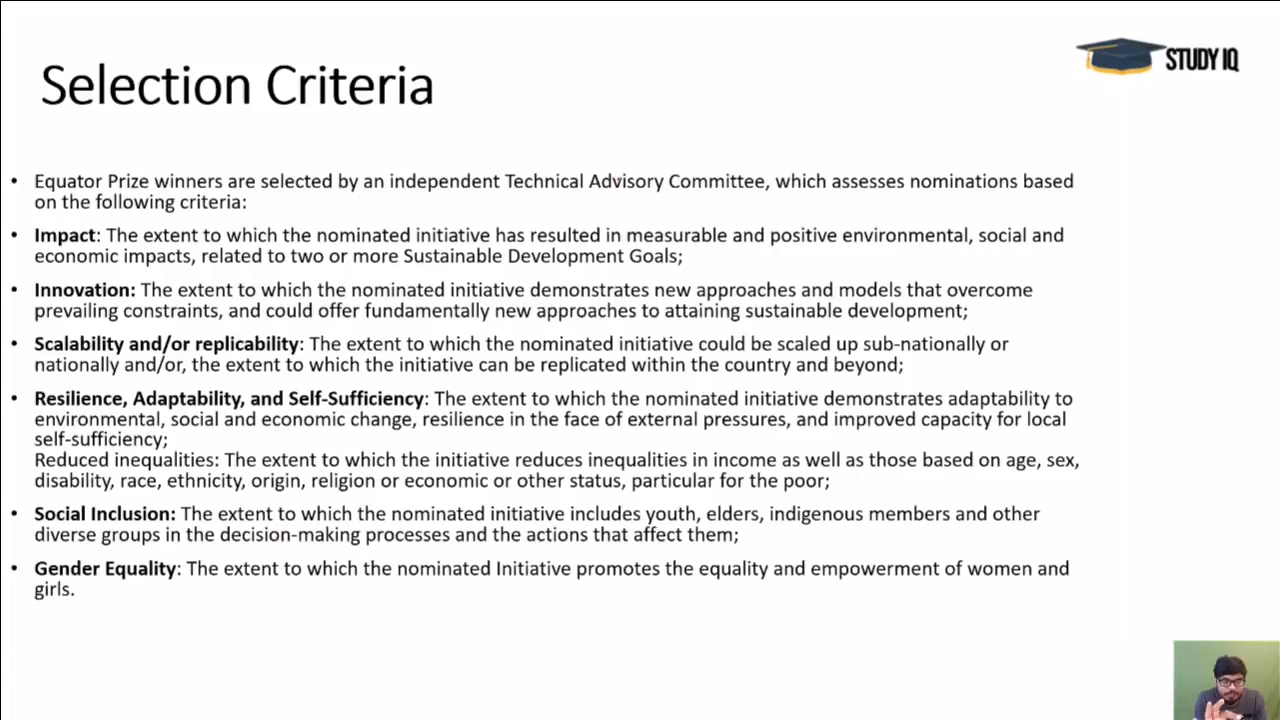 STUDY IQ
Selection Criteria
• Equator Prize winners are selected by an independent Technical Advisory Committee, which assesses nominations based
on the following criteria:
• Impact: The extent to which the nominated initiative has resulted in measurable and positive environmental, social and
economic impacts, related to two or more Sustainable Development Goals;
• Innovation: The extent to which the nominated initiative demonstrates new approaches and models that overcome
prevailing constraints, and could offer fundamentally new approaches to attaining sustainable development;
• Scalability and/or replicability: The extent to which the nominated initiative could be scaled up sub-nationally or
nationally and/or, the extent to which the initiative can be replicated within the country and beyond;
• Resilience, Adaptability, and Self-Sufficiency: The extent to which the nominated initiative demonstrates adaptability to
environmental, social and economic change, resilience in the face of external pressures, and improved capacity for local
self-sufficiency;
Reduced inequalities: The extent to which the initiative reduces inequalities in income as well as those based on age, sex,
disability, race, ethnicity, origin, religion or economic or other status, particular for the poor;
• Social Inclusion: The extent to which the nominated initiative includes youth, elders, indigenous members and other
diverse groups in the decision-making processes and the actions that affect them;
• Gender Equality: The extent to which the nominated Initiative promotes the equality and empowerment of women and
girls.